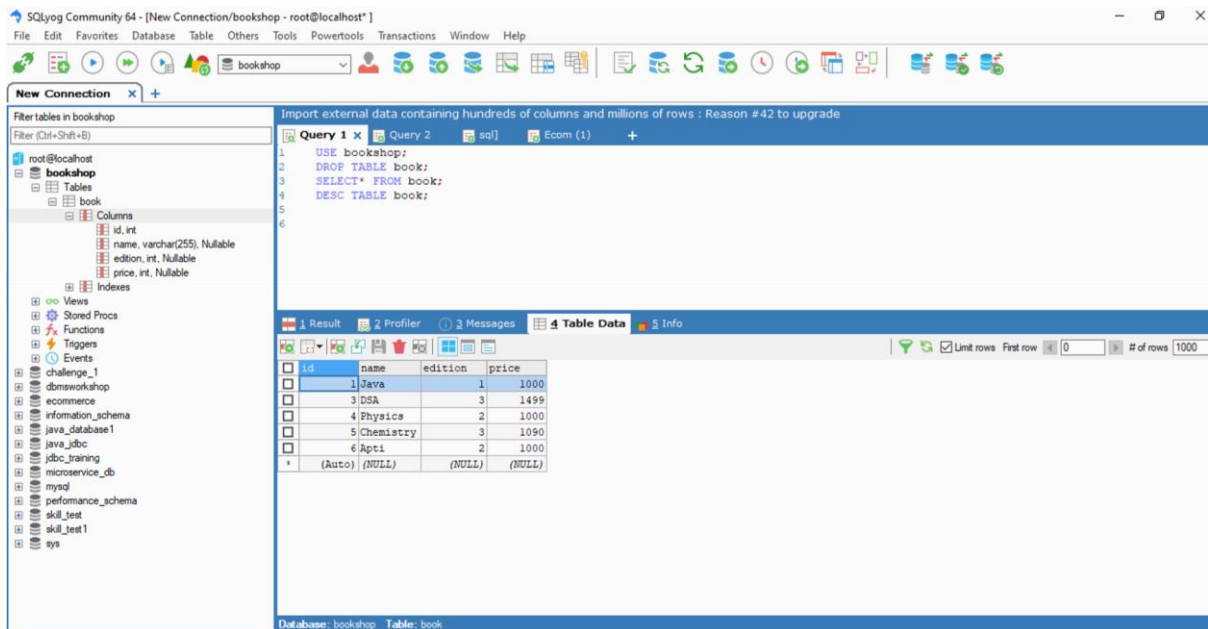 SQLyog Community 64 - [New Connection/bookshop - root@localhost* ]
File Edit Favorites Database Table Others Tools Powertools Transactions Window Help
bookshop
New Connection x +
Filter tables in bookshop
Filter (Ctrl+Shift+B)
root@localhost
bookshop
Tables
book
Columns
id, int
name, varchar(255), Nullable
edition, int, Nullable
price, int, Nullable
Indexes
Views
Stored Procs
Functions
Triggers
Events
challenge_1
dbmsworkshop
ecommerce
information_schema
java_database1
java_jdbc
jdbc_training
microservice_db
mysql
performance_schema
skill_test
skill_test1
sys
Import external data containing hundreds of columns and millions of rows : Reason #42 to upgrade
Query 1 x Query 2 sql] Ecom (1) +
1 USE bookshop;
2 DROP TABLE book;
3 SELECT* FROM book;
4 DESC TABLE book;
5
6
1 Result 2 Profiler 3 Messages 4 Table Data 5 Info
Limit rows First row 0 # of rows 1000
id name edition price
1 Java 1 1000
3 DSA 3 1499
4 Physics 2 1000
5 Chemistry 3 1090
6 Apti 2 1000
* (Auto) (NULL) (NULL) (NULL)
Database: bookshop Table: book